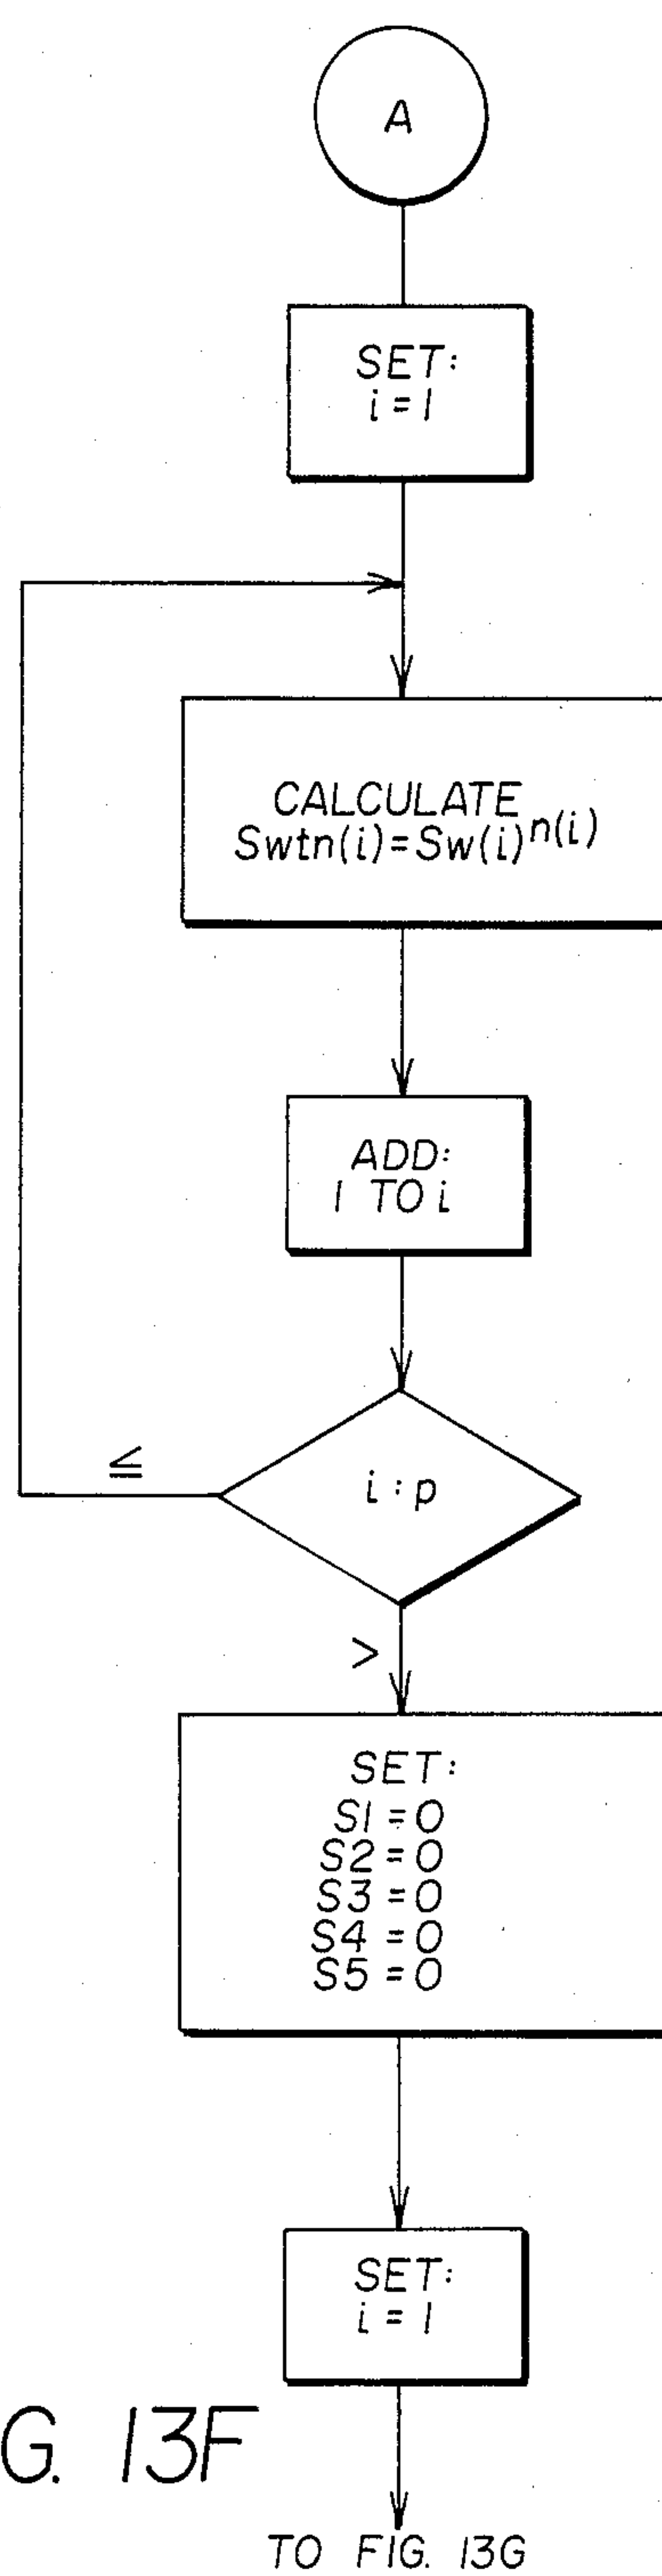 A
SET:
i = 1
CALCULATE
Swtn(i) = Sw(i)^n(i)
ADD:
1 TO i
≤
i : p
>
SET:
S1 = 0
S2 = 0
S3 = 0
S4 = 0
S5 = 0
SET:
i = 1
G. 13F
TO FIG. 13G